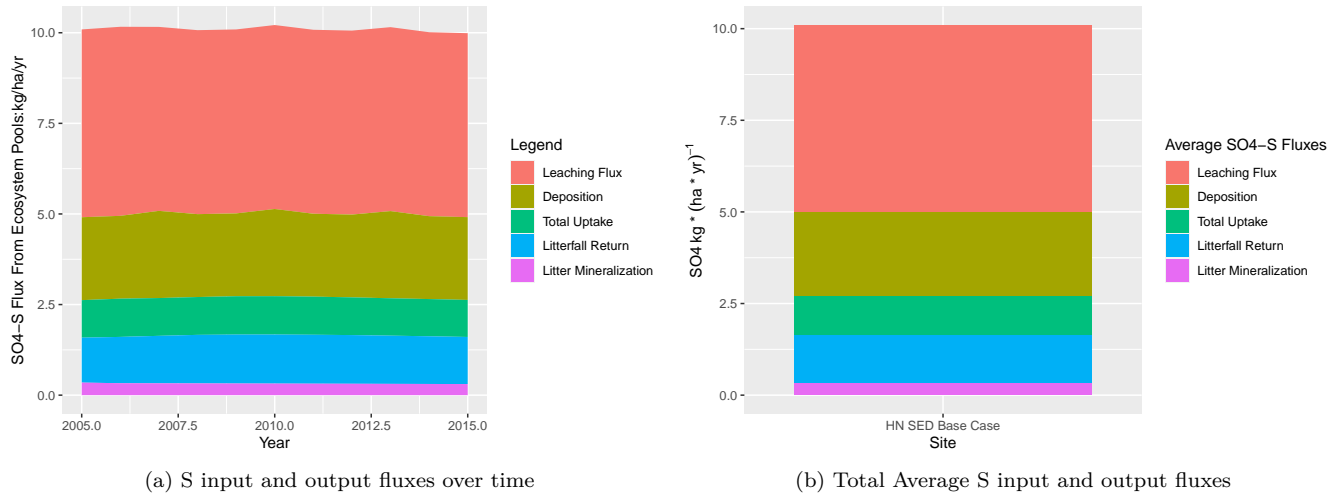 SO4−S Flux From Ecosystem Pools:kg/ha/yr
10.0
7.5
5.0
2.5
0.0
2005.0 2007.5 2010.0 2012.5 2015.0
Year
Legend
Leaching Flux
Deposition
Total Uptake
Litterfall Return
Litter Mineralization
(a) S input and output fluxes over time
SO4 kg * (ha * yr)⁻¹
10.0
7.5
5.0
2.5
0.0
HN SED Base Case
Site
Average SO4−S Fluxes
Leaching Flux
Deposition
Total Uptake
Litterfall Return
Litter Mineralization
(b) Total Average S input and output fluxes